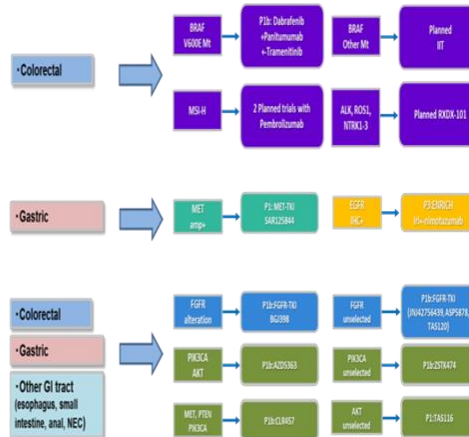 BRAF
V600E Mt
P1b: Dabrafenib
+Panitumumab
+-Tramenitinib
BRAF
Other Mt
Planned
IIT
•Colorectal
MSI-H
2 Planned trials with
Pembrolizumab
ALK, ROS1,
NTRK1-3
Planned RXDX-101
•Gastric
MET
amp+
P1: MET-TKI
SAR125844
EGFR
IHC+
P3:ENRICH
Iri+-nimotuzumab
•Colorectal
FGFR
alteration
P1b:FGFR-TKI
BGJ398
FGFR
unselected
P1b:FGFR-TKI
(JNJ42756439, ASP5878,
TAS120)
•Gastric
•Other GI tract
(esophagus, small
intestine, anal, NEC)
PIK3CA
AKT
P1b:AZD5363
PIK3CA
unselected
P1b:ZSTK474
MET, PTEN
PIK3CA
P1b:CLR457
AKT
unselected
P1:TAS116